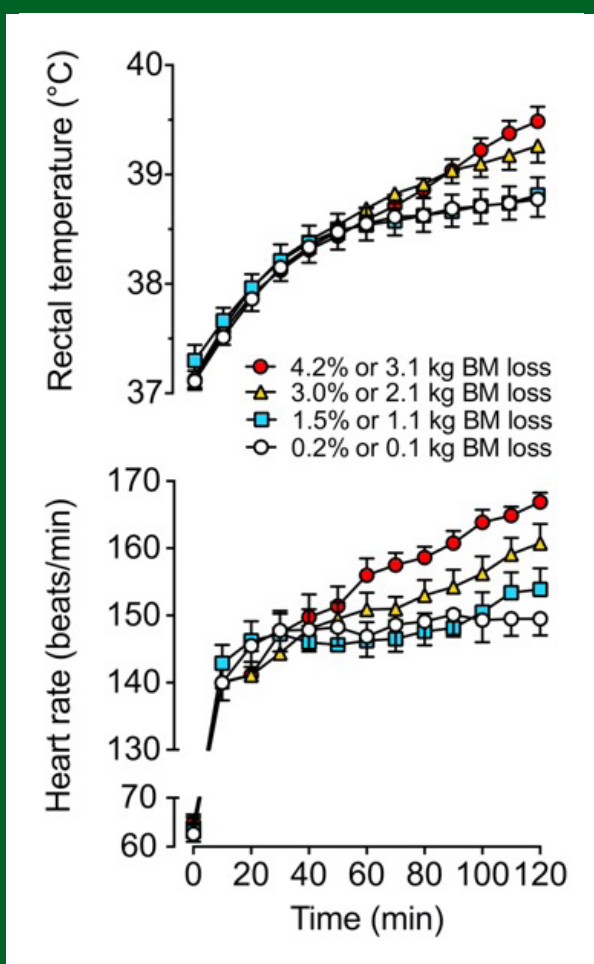 40
39
38
37
Rectal temperature (°C)
4.2% or 3.1 kg BM loss
3.0% or 2.1 kg BM loss
1.5% or 1.1 kg BM loss
0.2% or 0.1 kg BM loss
170
160
150
140
130
70
60
Heart rate (beats/min)
0 20 40 60 80 100 120
Time (min)